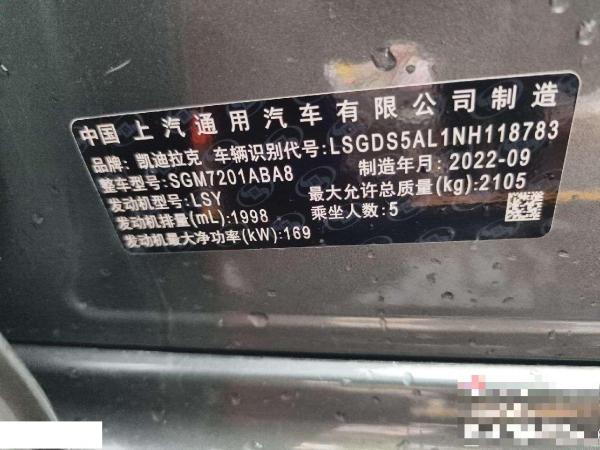 中国上汽通用汽车有限公司制造
品牌:凯迪拉克 车辆识别代号:LSGDS5AL1NH118783
整车型号:SGM7201ABA8 制造年月:2022-09
发动机型号:LSY 最大允许总质量(kg):2105
发动机排量(mL):1998 乘坐人数:5
发动机最大净功率(kW):169